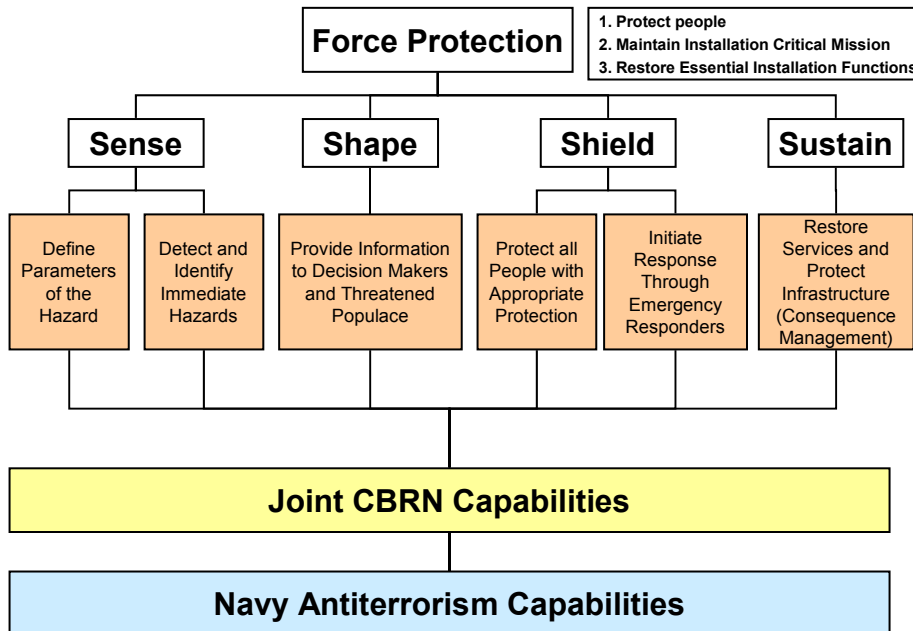 Force Protection
1. Protect people
2. Maintain Installation Critical Mission
3. Restore Essential Installation Functions
Sense
Shape
Shield
Sustain
Define
Parameters
of the
Hazard
Detect and
Identify
Immediate
Hazards
Provide Information
to Decision Makers
and Threatened
Populace
Protect all
People with
Appropriate
Protection
Initiate
Response
Through
Emergency
Responders
Restore
Services and
Protect
Infrastructure
(Consequence
Management)
Joint CBRN Capabilities
Navy Antiterrorism Capabilities